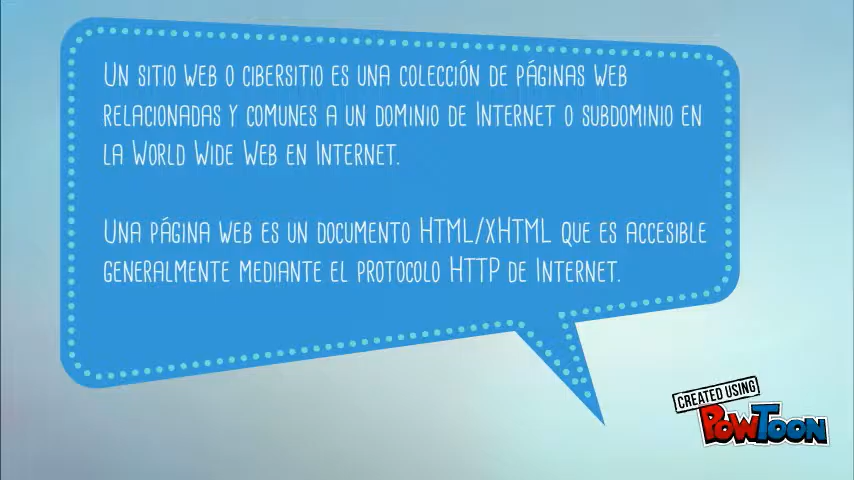 Un sitio web o cibersitio es una colección de páginas web
relacionadas y comunes a un dominio de Internet o subdominio en
la World Wide Web en Internet.
Una página web es un documento HTML/XHTML que es accesible
generalmente mediante el protocolo HTTP de Internet.
CREATED USING
POWTOON